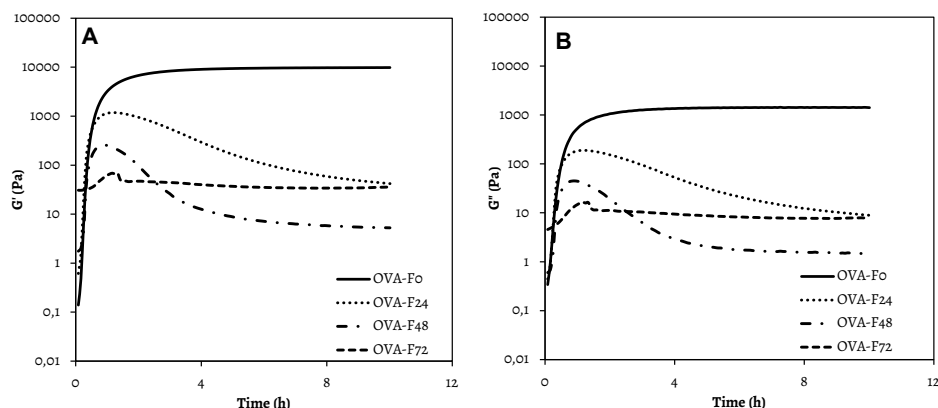 A
100000
10000
1000
100
10
1
0,1
0,01
G' (Pa)
0
4
8
12
Time (h)
OVA-F0
OVA-F24
OVA-F48
OVA-F72
B
100000
10000
1000
100
10
1
0,1
0,01
G" (Pa)
0
4
8
12
Time (h)
OVA-F0
OVA-F24
OVA-F48
OVA-F72